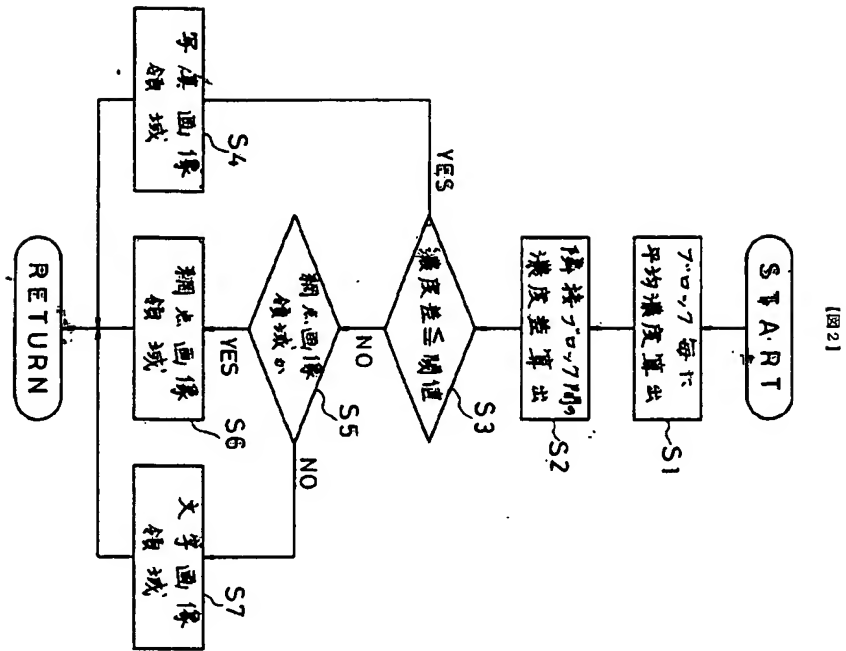 【図2】
START
ブロック毎に
平均濃度算出
S1
隣接ブロック間の
濃度差算出
S2
濃度差≦閾値
S3
YES
NO
写真画像
領域
S4
網点画像
領域か
S5
YES
NO
網点画像
領域
S6
文字画像
領域
S7
RETURN